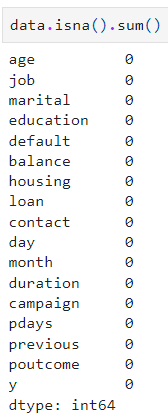 data.isna().sum()
age 0
job 0
marital 0
education 0
default 0
balance 0
housing 0
loan 0
contact 0
day 0
month 0
duration 0
campaign 0
pdays 0
previous 0
poutcome 0
y 0
dtype: int64